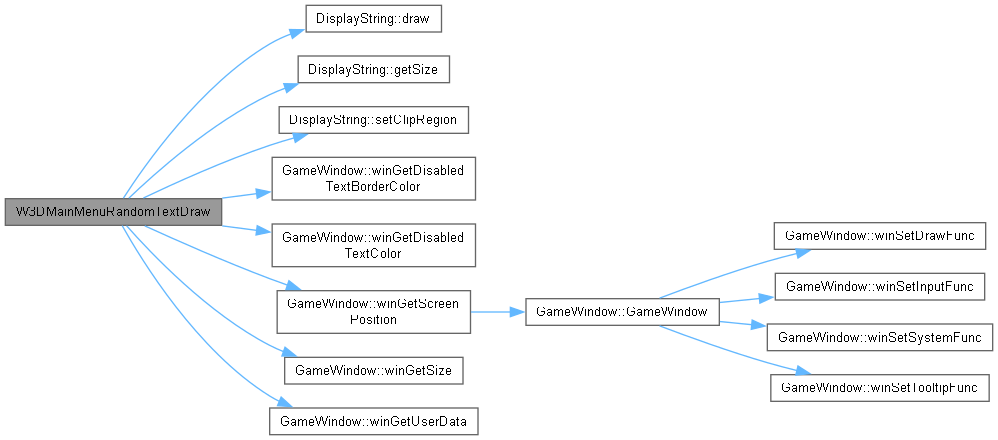 DisplayString::draw
DisplayString::getSize
DisplayString::setClipRegion
GameWindow::winGetDisabled
TextBorderColor
W3DMainMenuRandomTextDraw
GameWindow::winGetDisabled
TextColor
GameWindow::winGetScreen
Position
GameWindow::winGetSize
GameWindow::winGetUserData
GameWindow::GameWindow
GameWindow::winSetDrawFunc
GameWindow::winSetInputFunc
GameWindow::winSetSystemFunc
GameWindow::winSetTooltipFunc